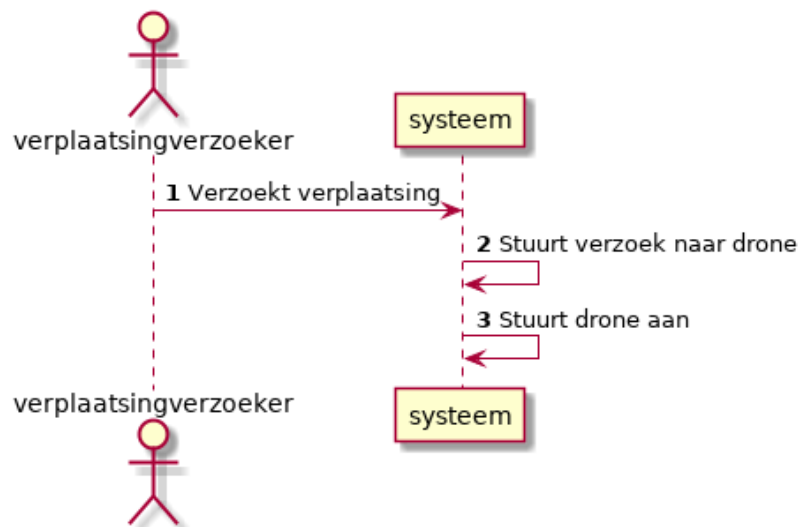 verplaatsingverzoeker
systeem
1 Verzoekt verplaatsing
2 Stuurt verzoek naar drone
3 Stuurt drone aan
verplaatsingverzoeker
systeem